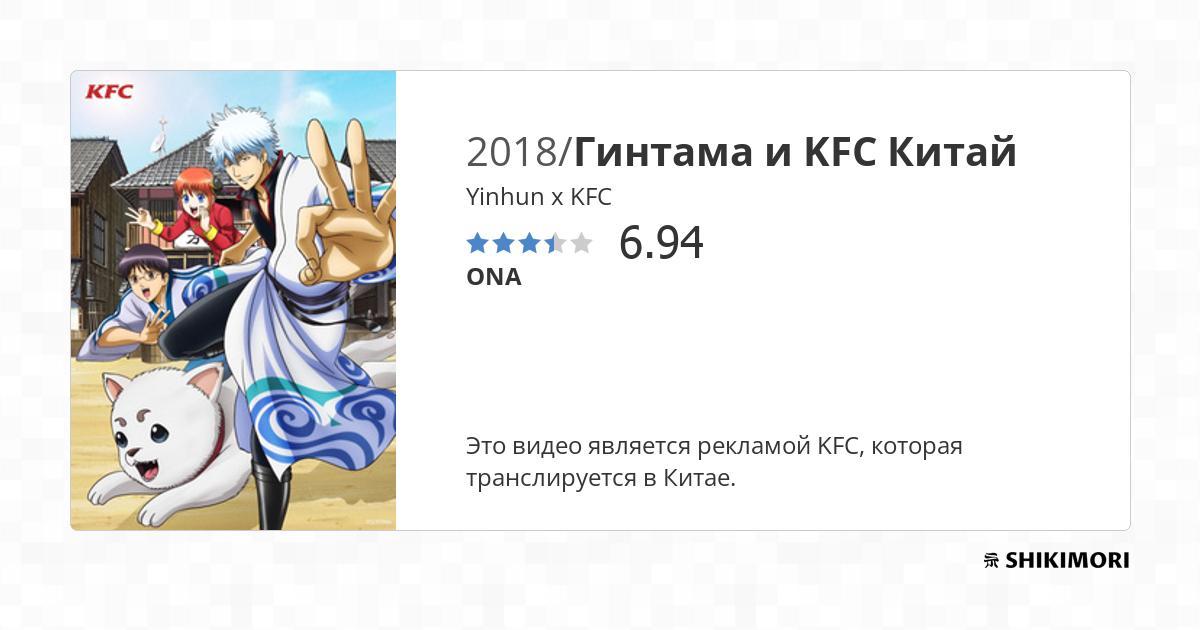 KFC
2018/Гинтама и KFC Китай
Yinhun x KFC
6.94
ONA
Это видео является рекламой KFC, которая
транслируется в Китае.
SHIKIMORI